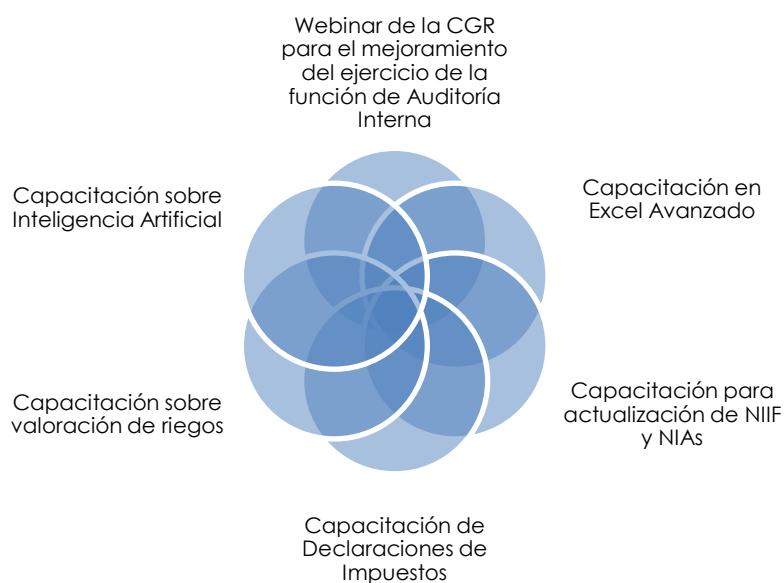 Webinar de la CGR
para el mejoramiento
del ejercicio de la
función de Auditoría
Interna
Capacitación en
Excel Avanzado
Capacitación para
actualización de NIIF
y NIAs
Capacitación de
Declaraciones de
Impuestos
Capacitación sobre
valoración de riegos
Capacitación sobre
Inteligencia Artificial